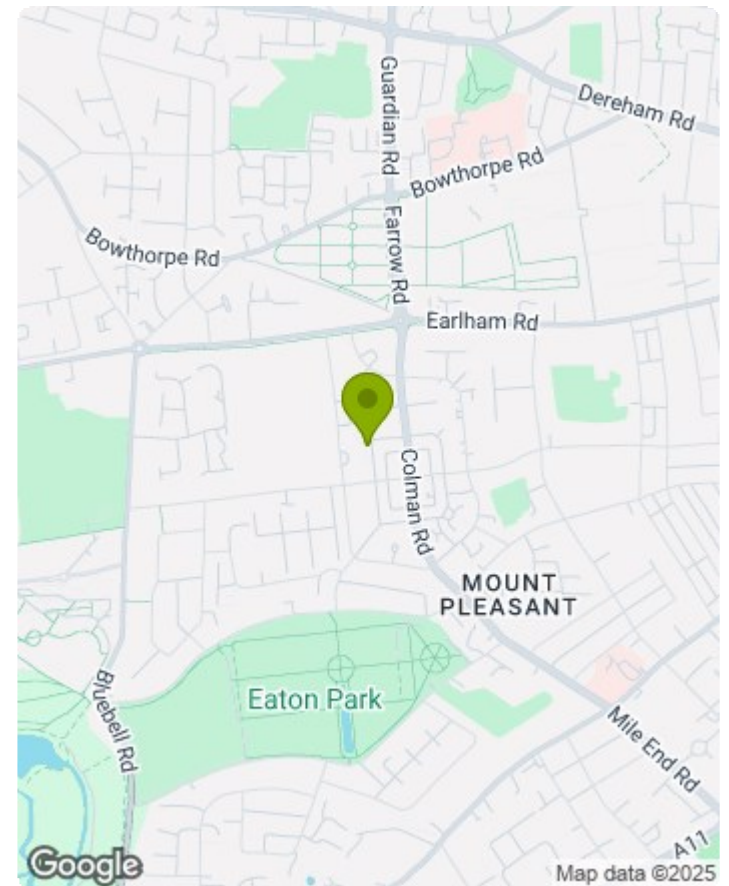 Guardian Rd
Dereham Rd
Bowthorpe Rd
Farrow Rd
Bowthorpe Rd
Earlham Rd
Colman Rd
MOUNT
PLEASANT
Eaton Park
Bluebell Rd
Mile End Rd
A11
Google
Map data ©2025